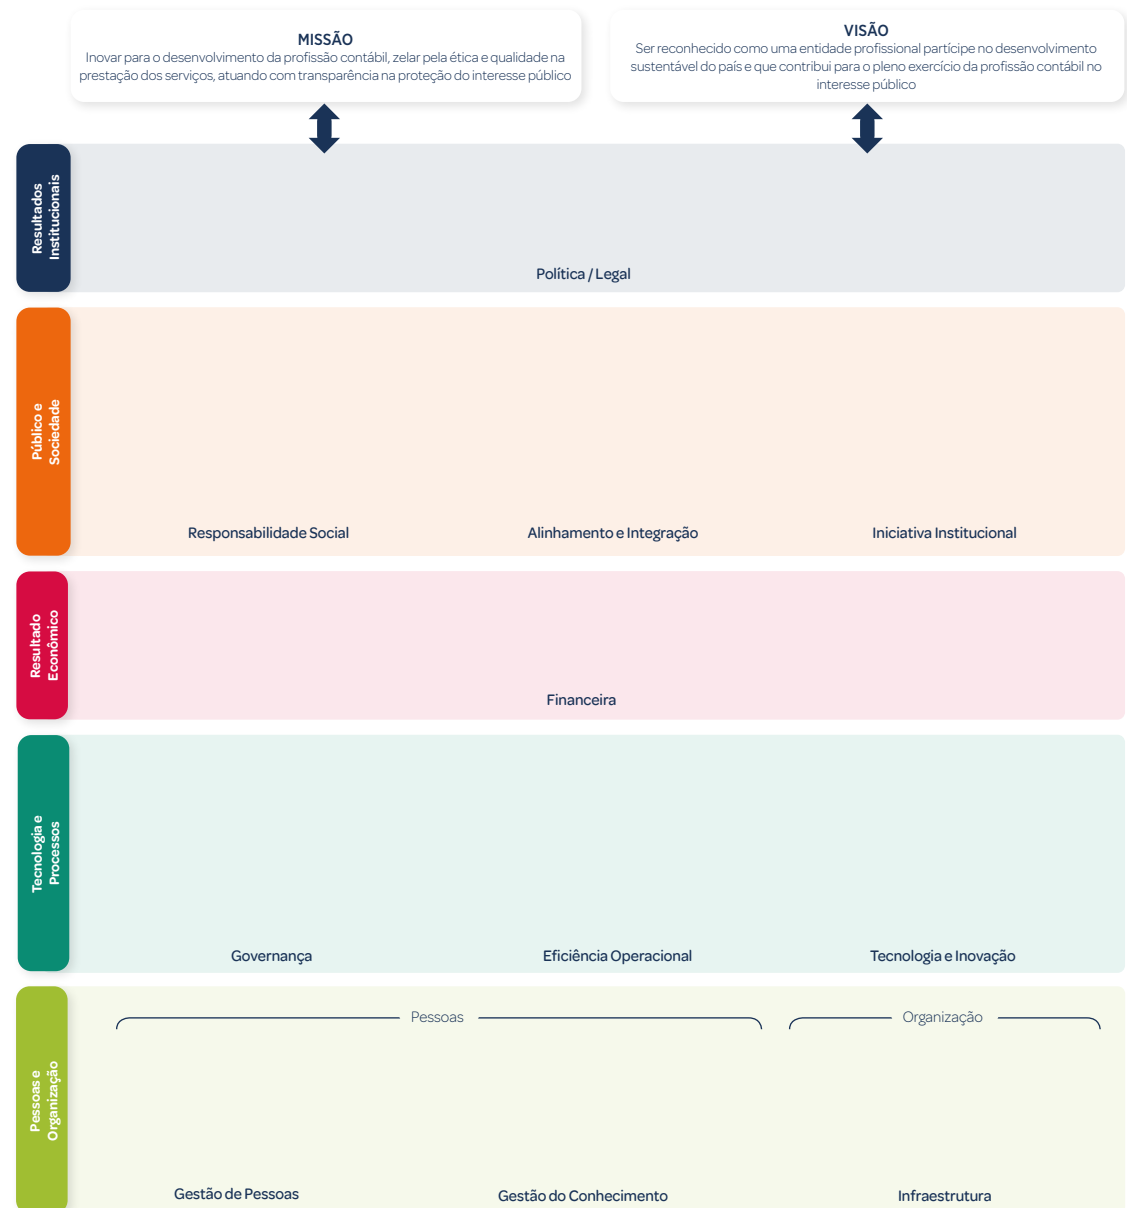 MISSÃO
Inovar para o desenvolvimento da profissão contábil, zelar pela ética e qualidade na
prestação dos serviços, atuando com transparência na proteção do interesse público
VISÃO
Ser reconhecido como uma entidade profissional partícipe no desenvolvimento
sustentável do país e que contribui para o pleno exercício da profissão contábil no
interesse público
Resultados
Institucionais
Política / Legal
Público e
Sociedade
Responsabilidade Social
Alinhamento e Integração
Iniciativa Institucional
Resultado
Econômico
Financeira
Tecnologia e
Processos
Governança
Eficiência Operacional
Tecnologia e Inovação
Pessoas e
Organização
Pessoas
Organização
Gestão de Pessoas
Gestão do Conhecimento
Infraestrutura